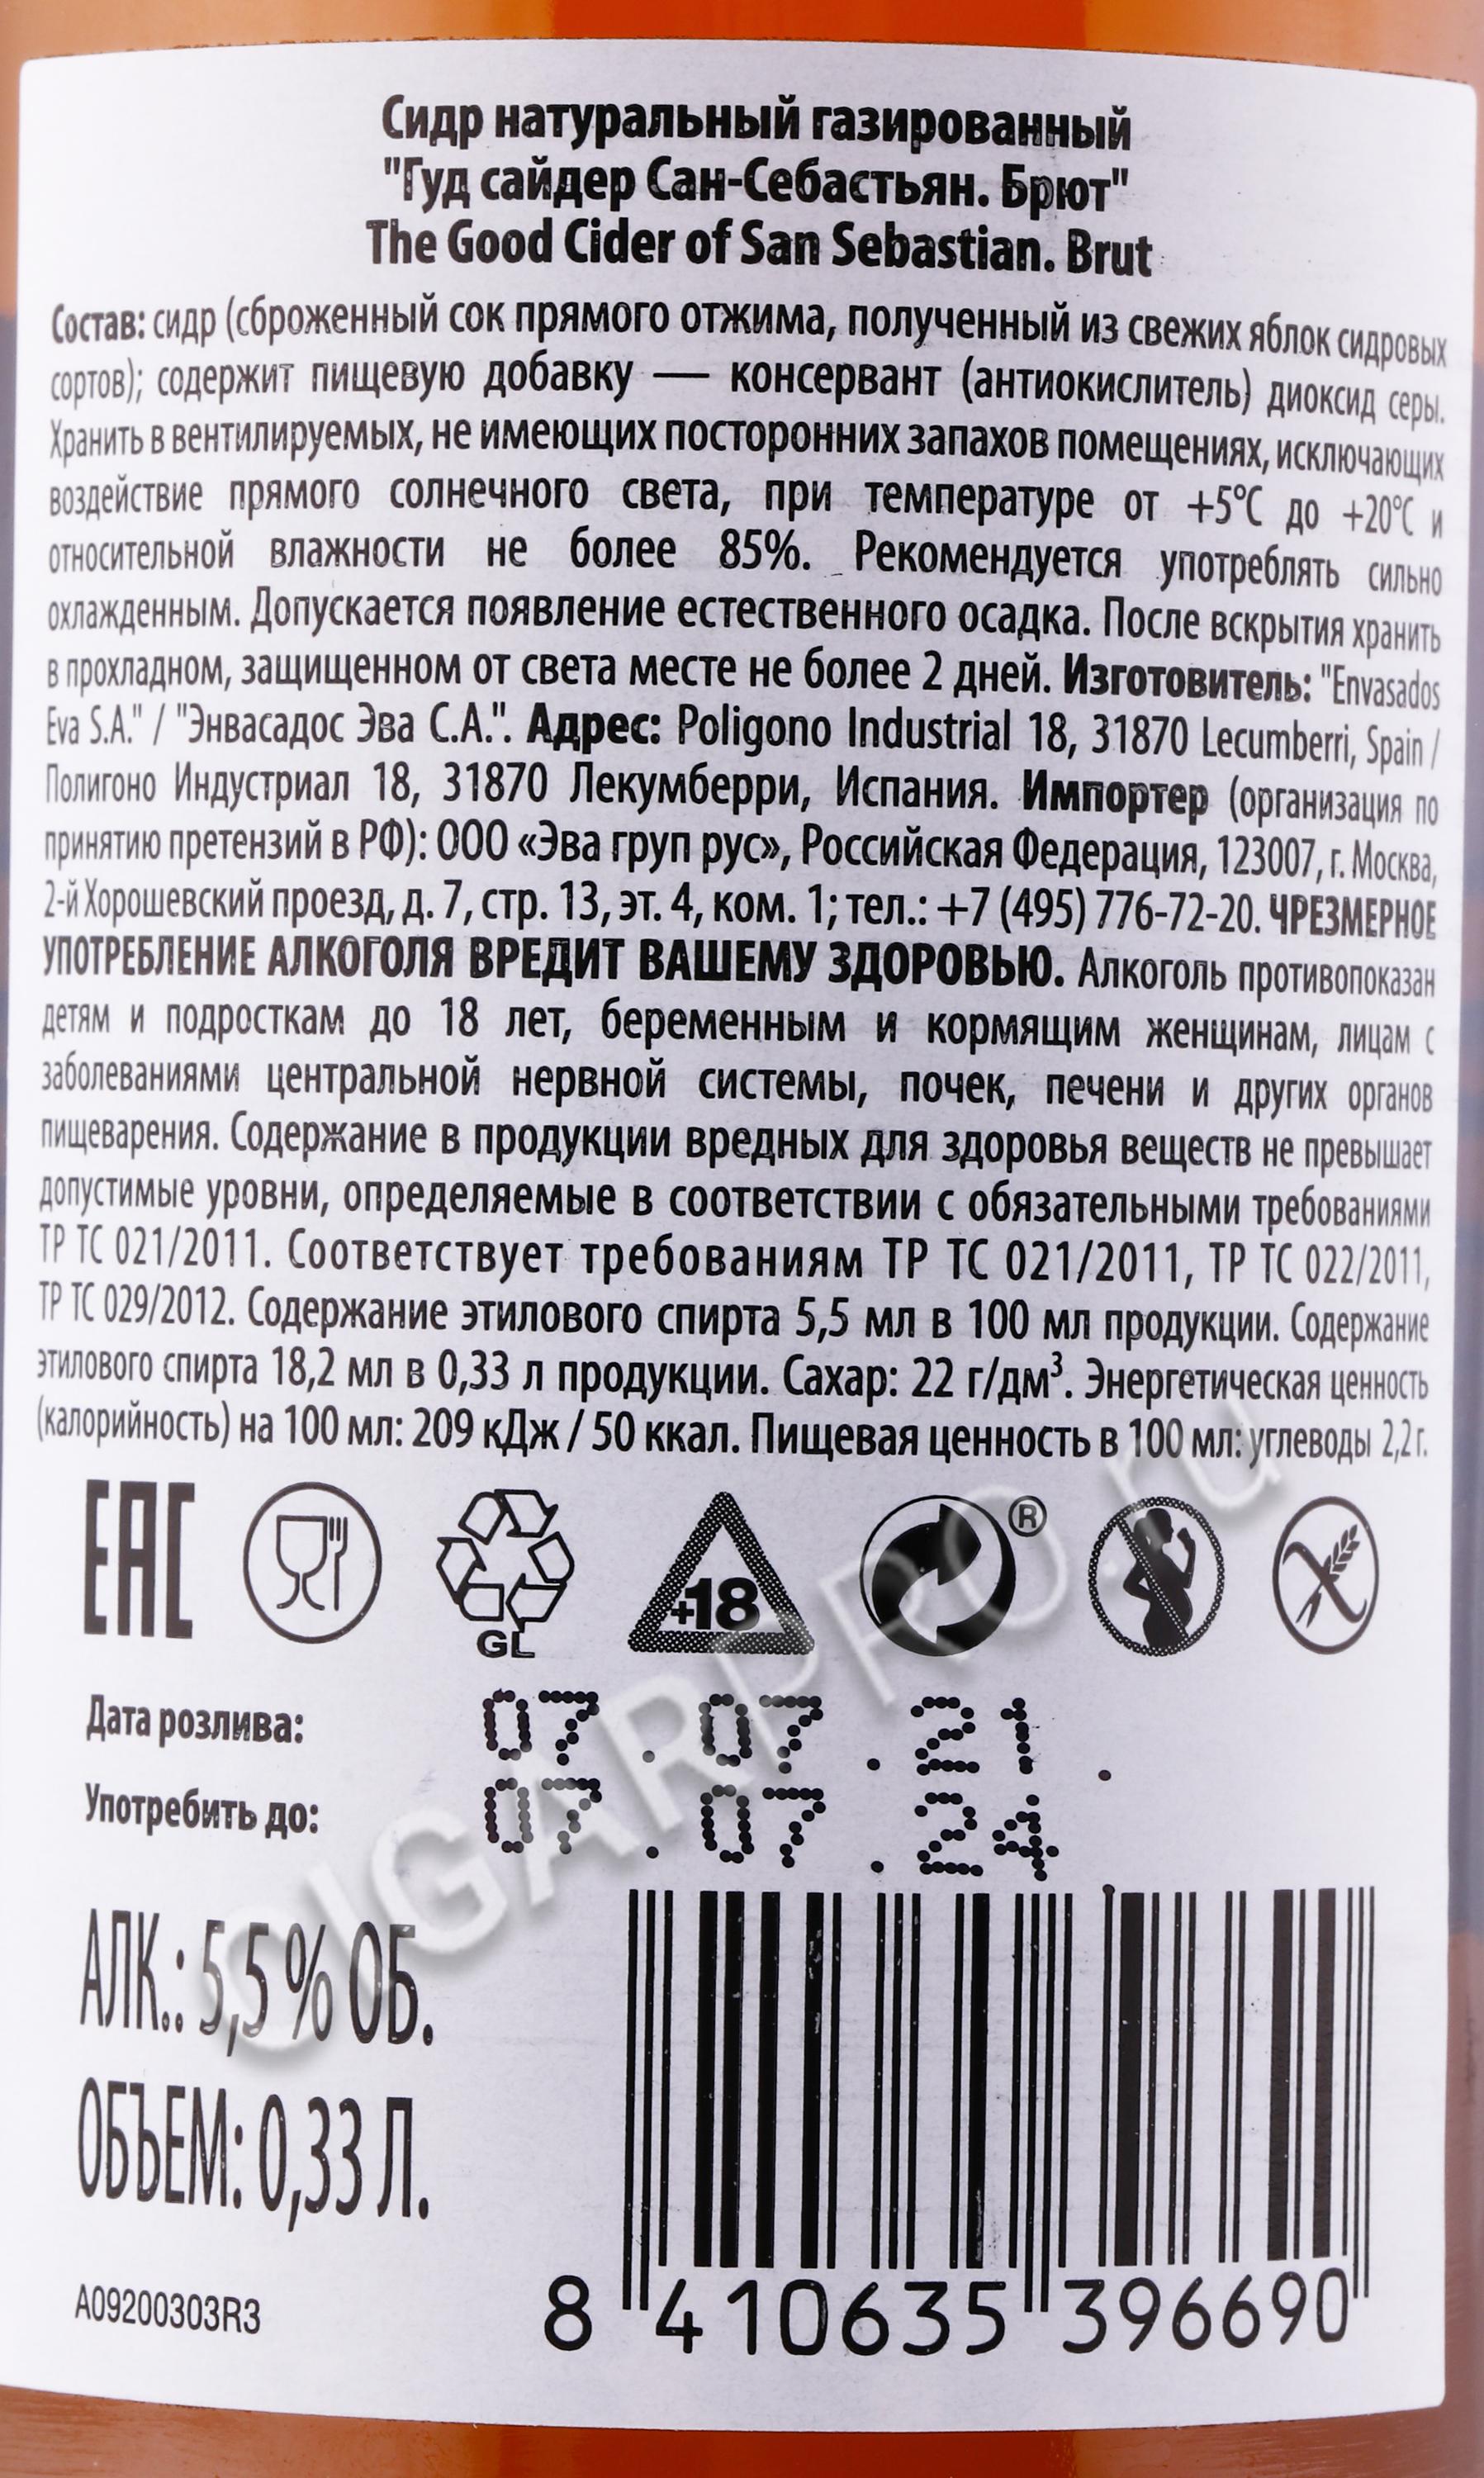 Сидр натуральный газированный
"Гуд сайдер Сан-Себастьян. Брют"
The Good Cider of San Sebastian. Brut
Состав: сидр (сброженный сок прямого отжима, полученный из свежих яблок сидровых
сортов); содержит пищевую добавку — консервант (антиокислитель) диоксид серы.
Хранить в вентилируемых, не имеющих посторонних запахов помещениях, исключающих
воздействие прямого солнечного света, при температуре от +5°С до +20°С и
относительной влажности не более 85%. Рекомендуется употреблять сильно
охлажденным. Допускается появление естественного осадка. После вскрытия хранить
в прохладном, защищенном от света месте не более 2 дней. Изготовитель: "Envasados
Eva S.A." / "Энвасадос Эва С.А.". Адрес: Poligono Industrial 18, 31870 Lecumberri, Spain /
Полигоно Индустриал 18, 31870 Лекумберри, Испания. Импортер (организация по
принятию претензий в РФ): ООО «Эва груп рус», Российская Федерация, 123007, г. Москва,
2-й Хорошевский проезд, д. 7, стр. 13, эт. 4, ком. 1; тел.: +7 (495) 776-72-20. ЧРЕЗМЕРНОЕ
УПОТРЕБЛЕНИЕ АЛКОГОЛЯ ВРЕДИТ ВАШЕМУ ЗДОРОВЬЮ. Алкоголь противопоказан
детям и подросткам до 18 лет, беременным и кормящим женщинам, лицам с
заболеваниями центральной нервной системы, почек, печени и других органов
пищеварения. Содержание в продукции вредных для здоровья веществ не превышает
допустимые уровни, определяемые в соответствии с обязательными требованиями
ТР ТС 021/2011. Соответствует требованиям ТР ТС 021/2011, ТР ТС 022/2011,
ТР ТС 029/2012. Содержание этилового спирта 5,5 мл в 100 мл продукции. Содержание
этилового спирта 18,2 мл в 0,33 л продукции. Сахар: 22 г/дм³. Энергетическая ценность
(калорийность) на 100 мл: 209 кДж / 50 ккал. Пищевая ценность в 100 мл: углеводы 2,2 г.
EAC
GL
+18
®
Дата розлива: 07.07.21.
Употребить до: 07.07.24
АЛК.: 5,5 % ОБ.
ОБЪЕМ: 0,33 Л.
A09200303R3
8 410635 396690
CIGARPRO.ru